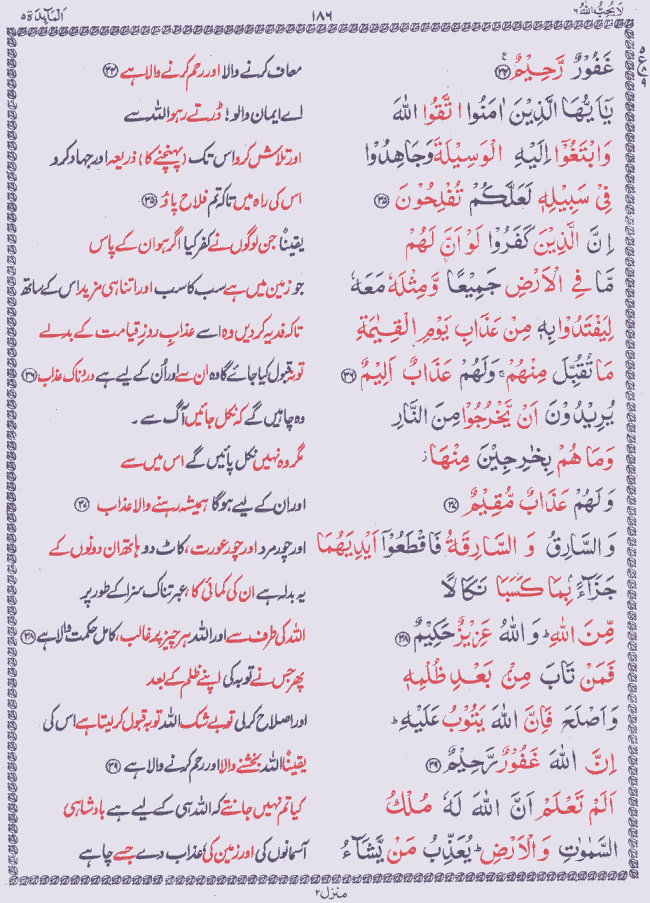 لَا يُحِبُّ اللّٰهُ ٦ ١٨٦ اَلْمَآئِدَة ٥
غَفُوْرٌ رَّحِيْمٌ ﴿٣٤﴾ معاف کرنے والا اور رحم کرنے والا ہے ﴿٣٤﴾
يٰۤاَيُّهَا الَّذِيْنَ اٰمَنُوا اتَّقُوا اللّٰهَ اے ایمان والو! ڈرتے رہو اللہ سے
وَابْتَغُوْۤا اِلَيْهِ الْوَسِيْلَةَ وَجَاهِدُوْا اور تلاش کرو اس تک (پہنچنے کا) ذریعہ اور جہاد کرو
فِيْ سَبِيْلِهٖ لَعَلَّكُمْ تُفْلِحُوْنَ ﴿٣٥﴾ اس کی راہ میں تاکہ تم فلاح پاؤ ﴿٣٥﴾
اِنَّ الَّذِيْنَ كَفَرُوْا لَوْ اَنَّ لَهُمْ یقیناً جن لوگوں نے کفر کیا اگر ہو ان کے پاس
مَّا فِي الْاَرْضِ جَمِيْعًا وَّمِثْلَهٗ مَعَهٗ جو زمین میں ہے سب کا سب اور اتنا ہی مزید اس کے ساتھ
لِيَفْتَدُوْا بِهٖ مِنْ عَذَابِ يَوْمِ الْقِيٰمَةِ تاکہ فدیہ کر دیں وہ اسے عذابِ روزِ قیامت کے بدلے
مَا تُقُبِّلَ مِنْهُمْ ۚ وَلَهُمْ عَذَابٌ اَلِيْمٌ ﴿٣٦﴾ تو نہ قبول کیا جائے گا وہ ان سے اور اُن کے لیے ہے دردناک عذاب ﴿٣٦﴾
يُرِيْدُوْنَ اَنْ يَّخْرُجُوْا مِنَ النَّارِ وہ چاہیں گے کہ نکل جائیں آگ سے ۔
وَمَا هُمْ بِخٰرِجِيْنَ مِنْهَا ؗ مگر وہ نہیں نکل پائیں گے اس میں سے
وَلَهُمْ عَذَابٌ مُّقِيْمٌ ﴿٣٧﴾ اور ان کے لیے ہوگا ہمیشہ رہنے والا عذاب ﴿٣٧﴾
وَالسَّارِقُ وَالسَّارِقَةُ فَاقْطَعُوْۤا اَيْدِيَهُمَا اور چور مرد اور چور عورت، کاٹ دو ہاتھ ان دونوں کے
جَزَآءًۢ بِمَا كَسَبَا نَكَالًا یہ بدلہ ہے ان کی کمائی کا، عبرتناک سزا کے طور پر
مِّنَ اللّٰهِ ؕ وَاللّٰهُ عَزِيْزٌ حَكِيْمٌ ﴿٣٨﴾ اللہ کی طرف سے اور اللہ ہر چیز پر غالب، کامل حکمت والا ہے ﴿٣٨﴾
فَمَنْ تَابَ مِنْۢ بَعْدِ ظُلْمِهٖ پھر جس نے توبہ کی اپنے ظلم کے بعد
وَاَصْلَحَ فَاِنَّ اللّٰهَ يَتُوْبُ عَلَيْهِ ؕ اور اصلاح کرلی تو بے شک اللہ توبہ قبول کر لیتا ہے اس کی
اِنَّ اللّٰهَ غَفُوْرٌ رَّحِيْمٌ ﴿٣٩﴾ یقیناً اللہ بخشنے والا اور رحم کرنے والا ہے ﴿٣٩﴾
اَلَمْ تَعْلَمْ اَنَّ اللّٰهَ لَهٗ مُلْكُ کیا تم نہیں جانتے کہ اللہ ہی کے لیے ہے بادشاہی
السَّمٰوٰتِ وَالْاَرْضِ ؕ يُعَذِّبُ مَنْ يَّشَآءُ آسمانوں کی اور زمین کی؟ عذاب دے جسے چاہے
منزل ٢